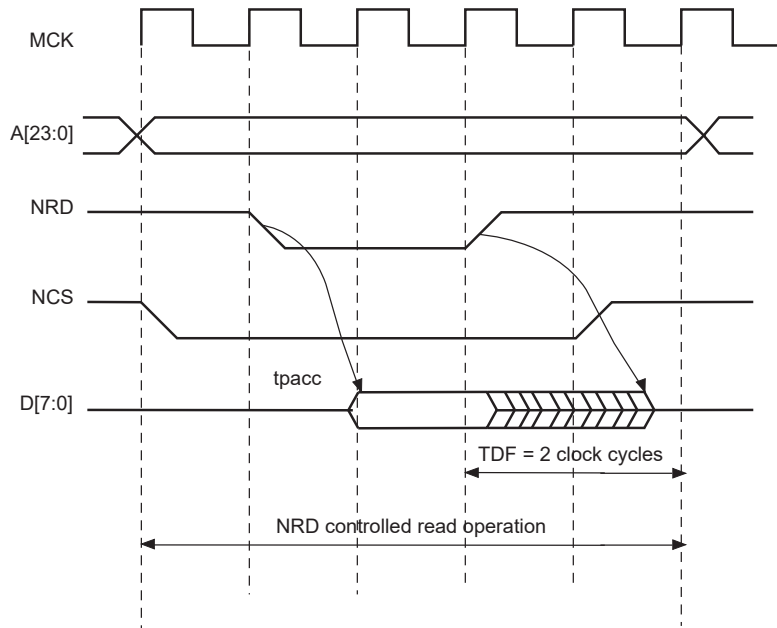 MCK
A[23:0]
NRD
NCS
tpacc
D[7:0]
TDF = 2 clock cycles
NRD controlled read operation